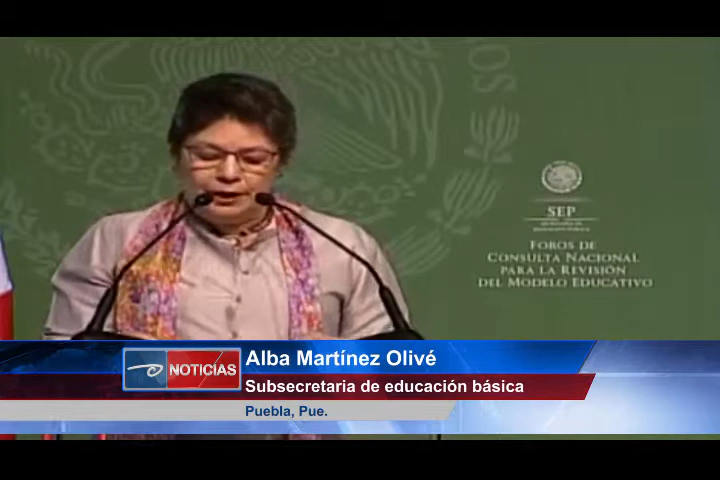 OS
SEP
FOROS DE
CONSULTA NACIONAL
PARA LA REVISIÓN
DEL MODELO EDUCATIVO
NOTICIAS
Alba Martínez Olivé
Subsecretaria de educación básica
Puebla, Pue.